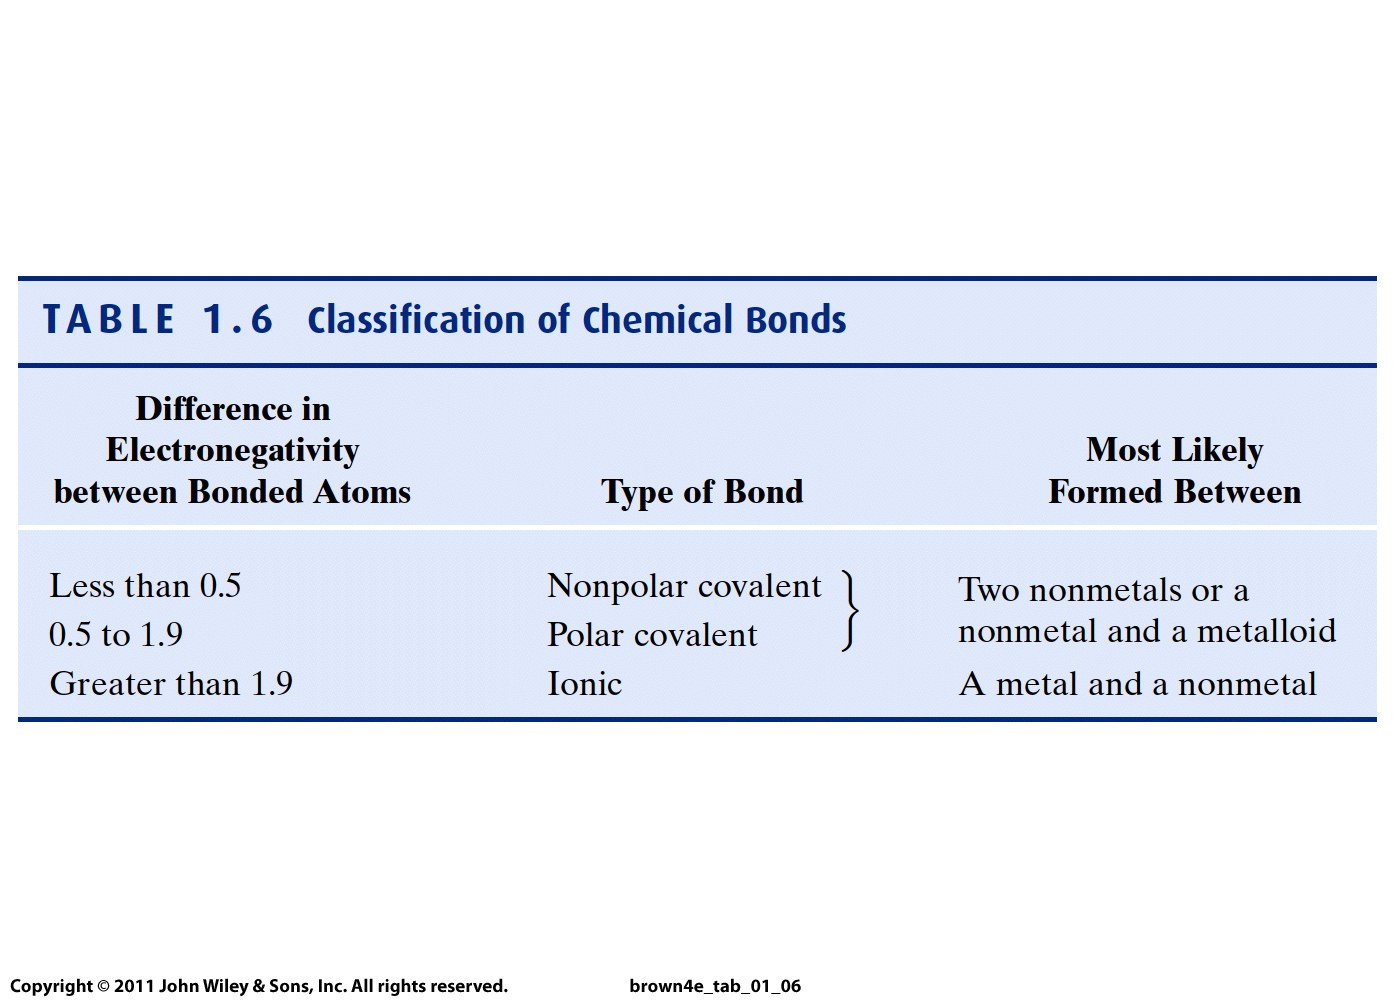 TABLE 1.6 Classification of Chemical Bonds
Difference in
Electronegativity
between Bonded Atoms
Type of Bond
Most Likely
Formed Between
Less than 0.5
Nonpolar covalent
0.5 to 1.9
Polar covalent
Two nonmetals or a
nonmetal and a metalloid
Greater than 1.9
Ionic
A metal and a nonmetal
Copyright © 2011 John Wiley & Sons, Inc. All rights reserved.
brown4e_tab_01_06